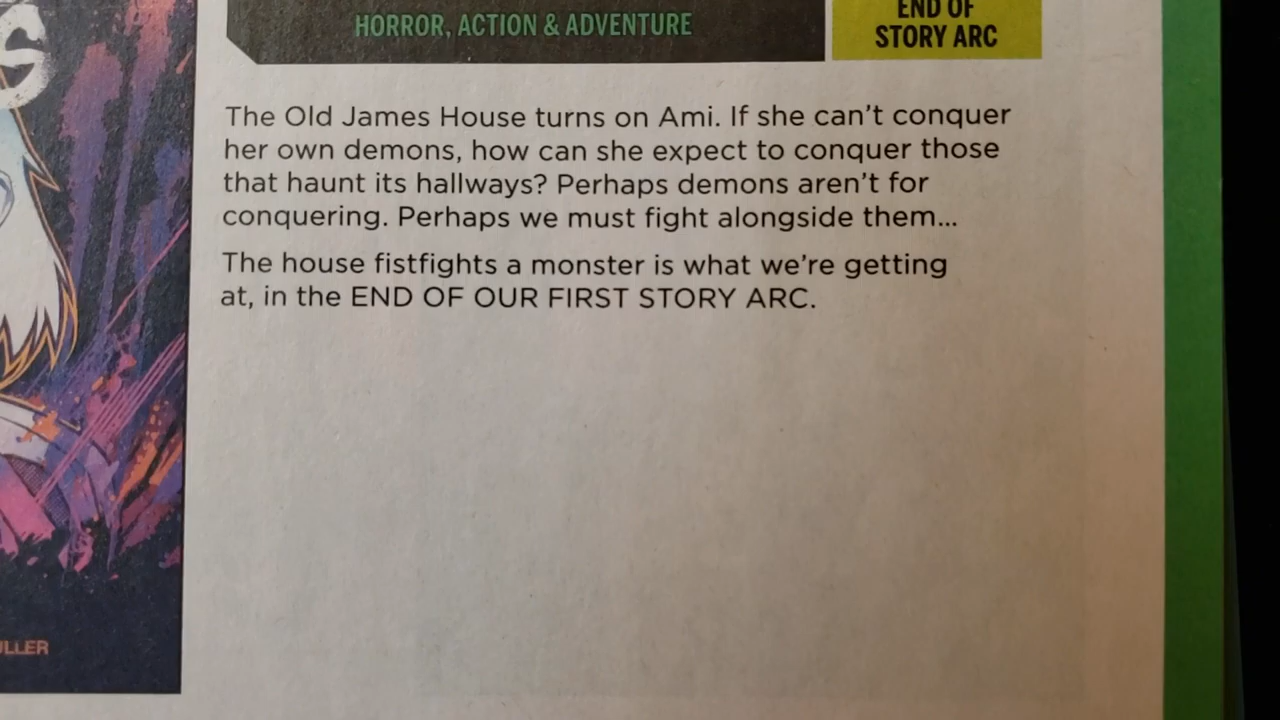 HORROR, ACTION & ADVENTURE
END OF
STORY ARC
The Old James House turns on Ami. If she can't conquer
her own demons, how can she expect to conquer those
that haunt its hallways? Perhaps demons aren't for
conquering. Perhaps we must fight alongside them...
The house fistfights a monster is what we're getting
at, in the END OF OUR FIRST STORY ARC.